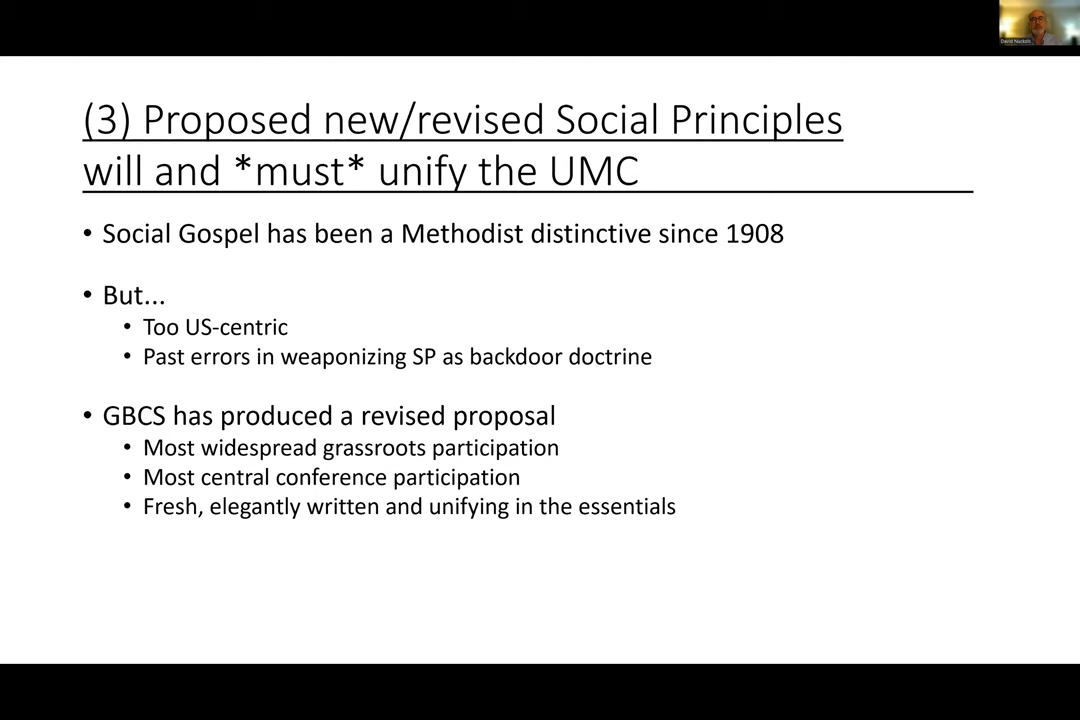 David Nuckols
(3) Proposed new/revised Social Principles
will and *must* unify the UMC
• Social Gospel has been a Methodist distinctive since 1908
• But...
• Too US-centric
• Past errors in weaponizing SP as backdoor doctrine
• GBCS has produced a revised proposal
• Most widespread grassroots participation
• Most central conference participation
• Fresh, elegantly written and unifying in the essentials